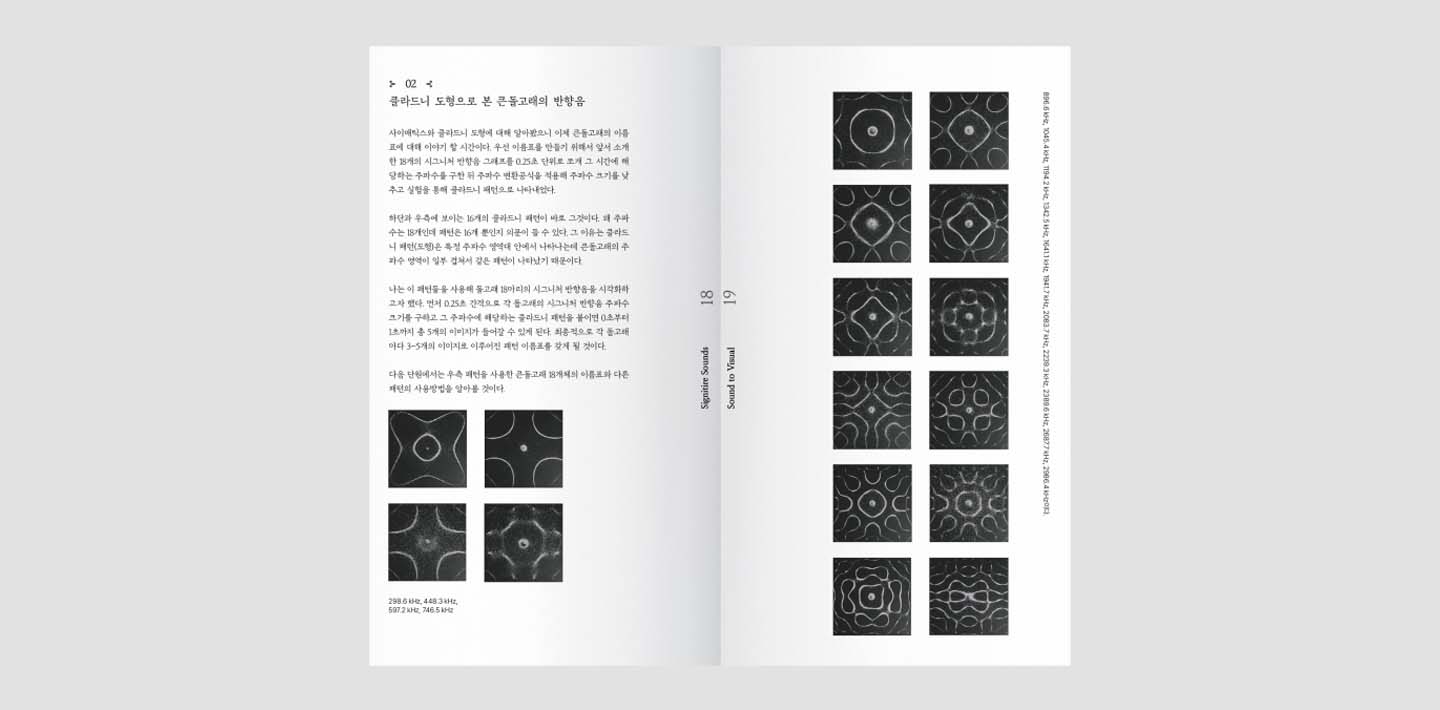 02
클라드니 도형으로 본 큰돌고래의 반향음
사이매틱스와 클라드니 도형에 대해 알아봤으니 이제 큰돌고래의 이름
표에 대해 이야기 할 시간이다. 우선 이름표를 만들기 위해서 앞서 소개
한 18개의 시그니처 반향음 그래프를 0.25초 단위로 쪼개 그 시간에 해
당하는 주파수를 구한 뒤 주파수 변환공식을 적용해 주파수 크기를 낮
추고 실험을 통해 클라드니 패턴으로 나타내었다.
하단과 우측에 보이는 16개의 클라드니 패턴이 바로 그것이다. 왜 주파
수는 18개인데 패턴은 16개 뿐인지 의문이 들 수 있다. 그 이유는 클라드
니 패턴(도형)은 특정 주파수 영역대 안에서 나타나는데 큰돌고래의 주
파수 영역이 일부 겹쳐서 같은 패턴이 나타났기 때문이다.
나는 이 패턴들을 사용해 돌고래 18마리의 시그니처 반향음을 시각화하
고자 했다. 먼저 0.25초 간격으로 각 돌고래의 시그니처 반향음 주파수
크기를 구하고 그 주파수에 해당하는 클라드니 패턴을 붙이면 0초부터
1초까지 총 5개의 이미지가 들어갈 수 있게 된다. 최종적으로 각 돌고래
마다 3~5개의 이미지로 이루어진 패턴 이름표를 갖게 될 것이다.
다음 단원에서는 우측 패턴을 사용한 큰돌고래 18개체의 이름표와 다른
패턴의 사용방법을 알아볼 것이다.
298.6 kHz, 448.3 kHz,
597.2 kHz, 746.5 kHz
18
Signature Sounds
19
Sound to Visual
896.6 kHz, 1045.4 kHz, 1194.2 kHz, 1342.5 kHz, 1641.1 kHz, 1941.7 kHz, 2083.7 kHz, 2239.3 kHz, 2389.6 kHz, 2687.7 kHz, 2986.4 kHz이다.